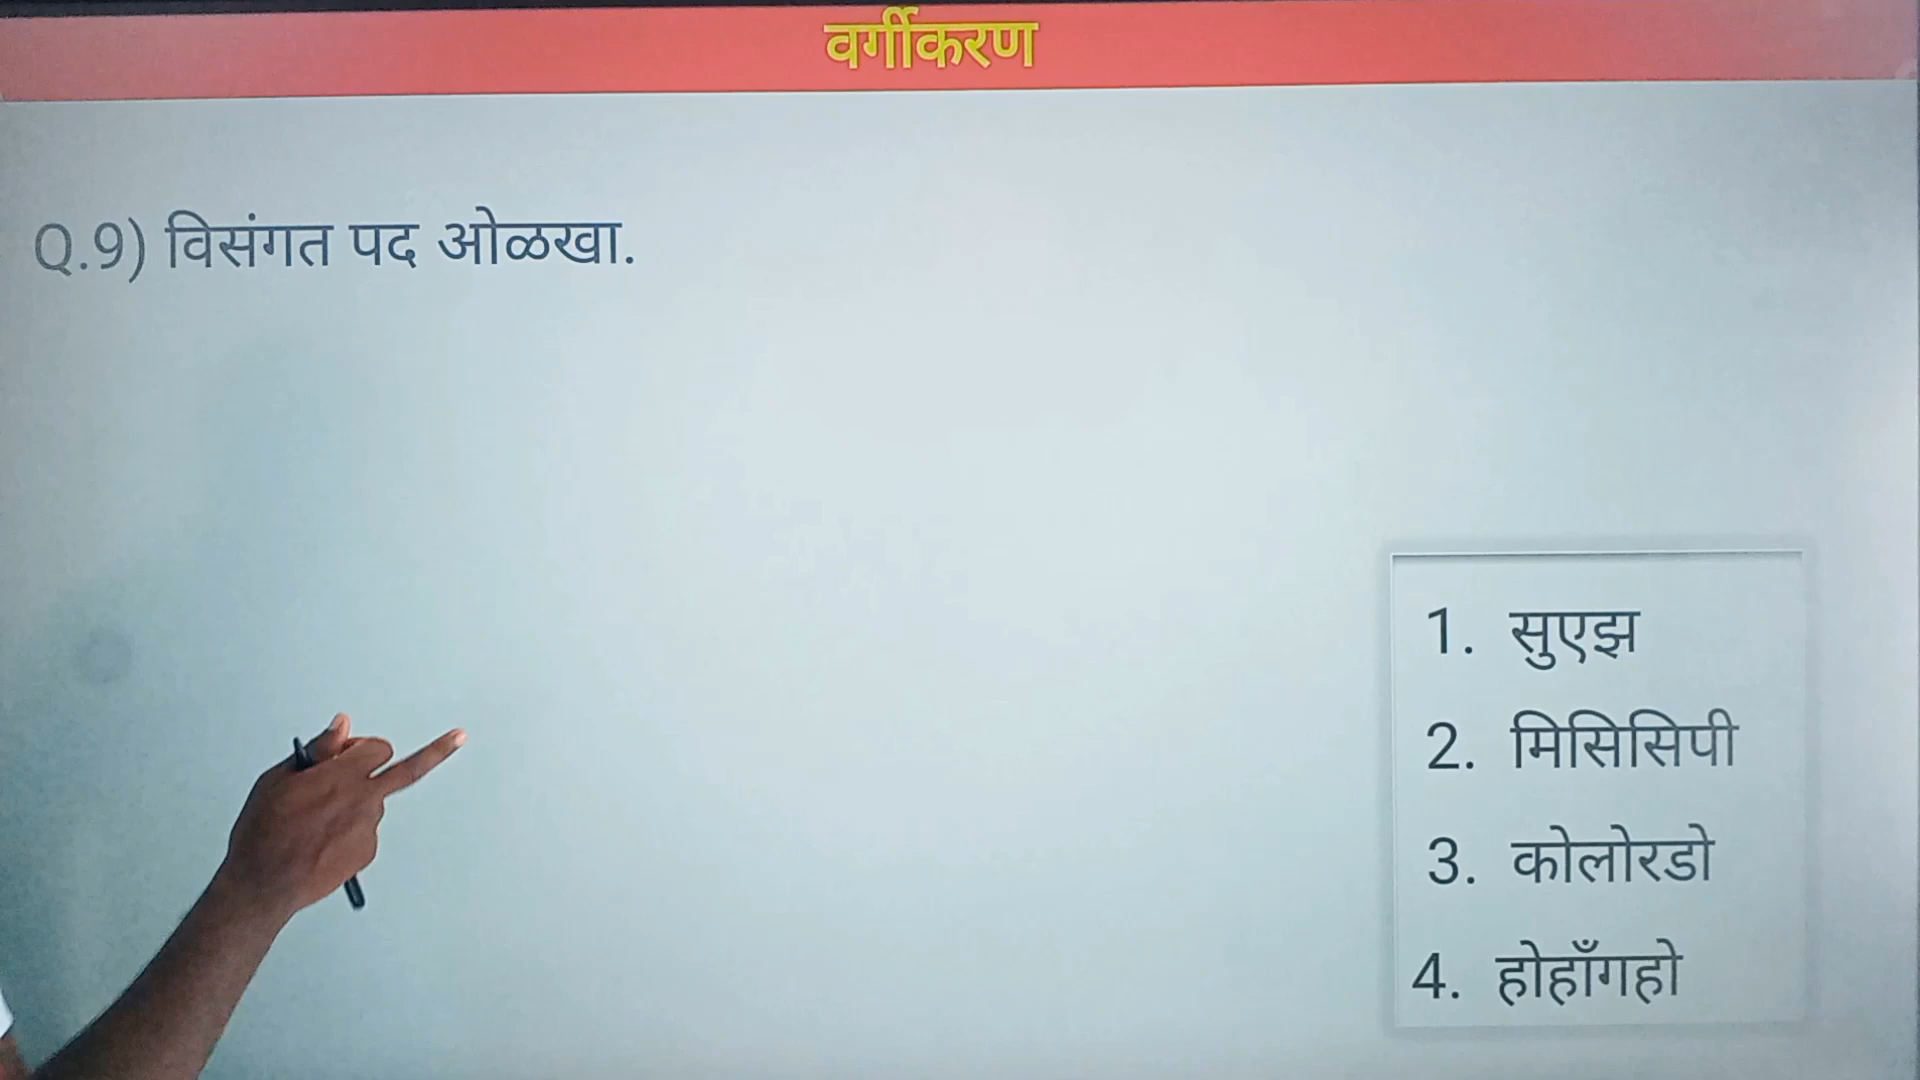 वर्गीकरण
Q.9) विसंगत पद ओळखा.
1. सुएझ
2. मिसिसिपी
3. कोलोरडो
4. होहाँगहो